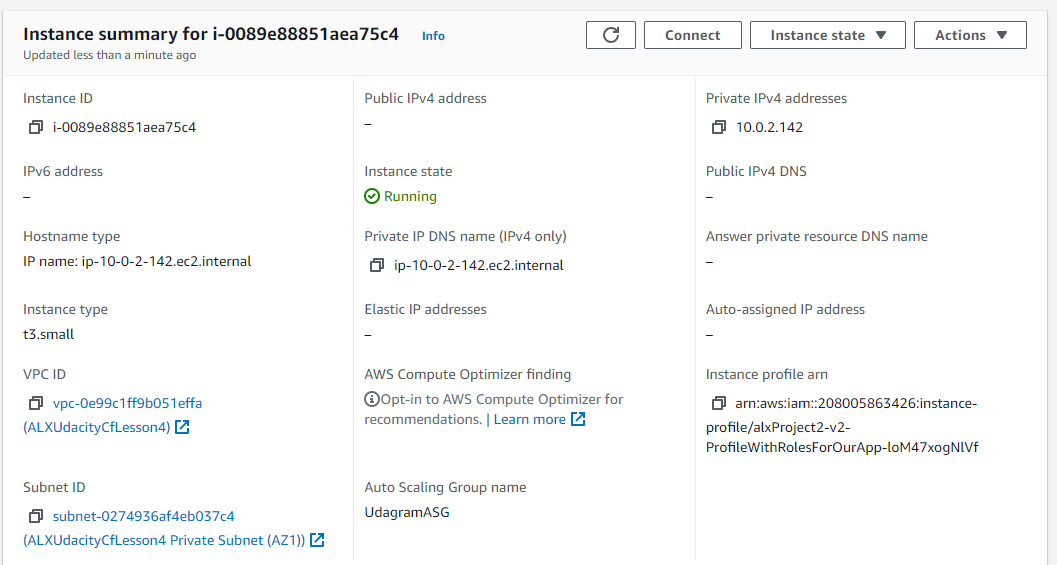 Instance summary for i-0089e88851aea75c4 Info
Updated less than a minute ago
Connect
Instance state
Actions
Instance ID
i-0089e88851aea75c4
Public IPv4 address
–
Private IPv4 addresses
10.0.2.142
IPv6 address
–
Instance state
Running
Public IPv4 DNS
–
Hostname type
IP name: ip-10-0-2-142.ec2.internal
Private IP DNS name (IPv4 only)
ip-10-0-2-142.ec2.internal
Answer private resource DNS name
–
Instance type
t3.small
Elastic IP addresses
–
Auto-assigned IP address
–
VPC ID
vpc-0e99c1ff9b051effa
(ALXUdacityCfLesson4)
AWS Compute Optimizer finding
Opt-in to AWS Compute Optimizer for
recommendations. | Learn more
Instance profile arn
arn:aws:iam::208005863426:instance-
profile/alxProject2-v2-
ProfileWithRolesForOurApp-loM47xogNlVf
Subnet ID
subnet-0274936af4eb037c4
(ALXUdacityCfLesson4 Private Subnet (AZ1))
Auto Scaling Group name
UdagramASG